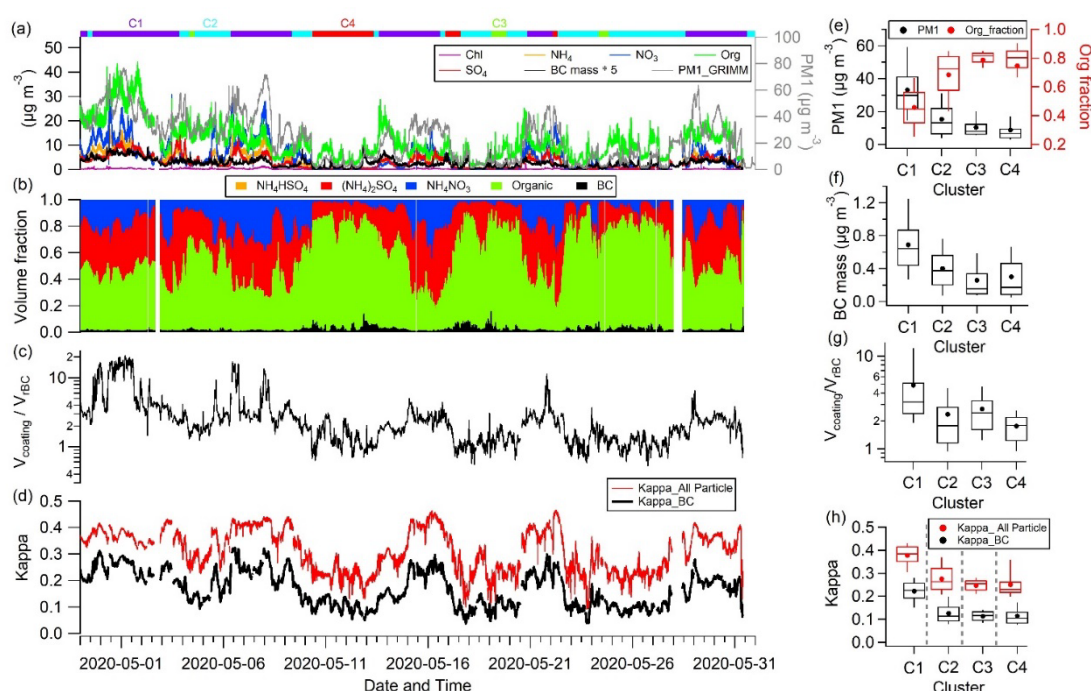 C1 C2 C4 C3
(a)
50
40
30
20
10
0
(µg m⁻³)
100
80
60
40
20
0
PM1 (µg m⁻³)
Chl NH₄ NO₃ Org
SO₄ BC mass * 5 PM1_GRIMM
(b)
NH₄HSO₄ (NH₄)₂SO₄ NH₄NO₃ Organic BC
1.0
0.8
0.6
0.4
0.2
0.0
Volume fraction
(c)
2
10
4
2
1
4
V_coating / V_rBC
(d)
Kappa_All Particle
Kappa_BC
0.5
0.4
0.3
0.2
0.1
0.0
Kappa
2020-05-01 2020-05-06 2020-05-11 2020-05-16 2020-05-21 2020-05-26 2020-05-31
Date and Time
(e)
PM1 Org_fraction
60
40
20
0
PM1 (µg m⁻³)
1.0
0.8
0.6
0.4
0.2
Org fraction
C1 C2 C3 C4
Cluster
(f)
1.2
0.8
0.4
0.0
BC mass (µg m⁻³)
C1 C2 C3 C4
Cluster
(g)
10
6
4
2
1
V_coating/V_rBC
C1 C2 C3 C4
Cluster
(h)
Kappa_ All Particle
Kappa_BC
0.5
0.4
0.3
0.2
0.1
0.0
Kappa
C1 C2 C3 C4
Cluster